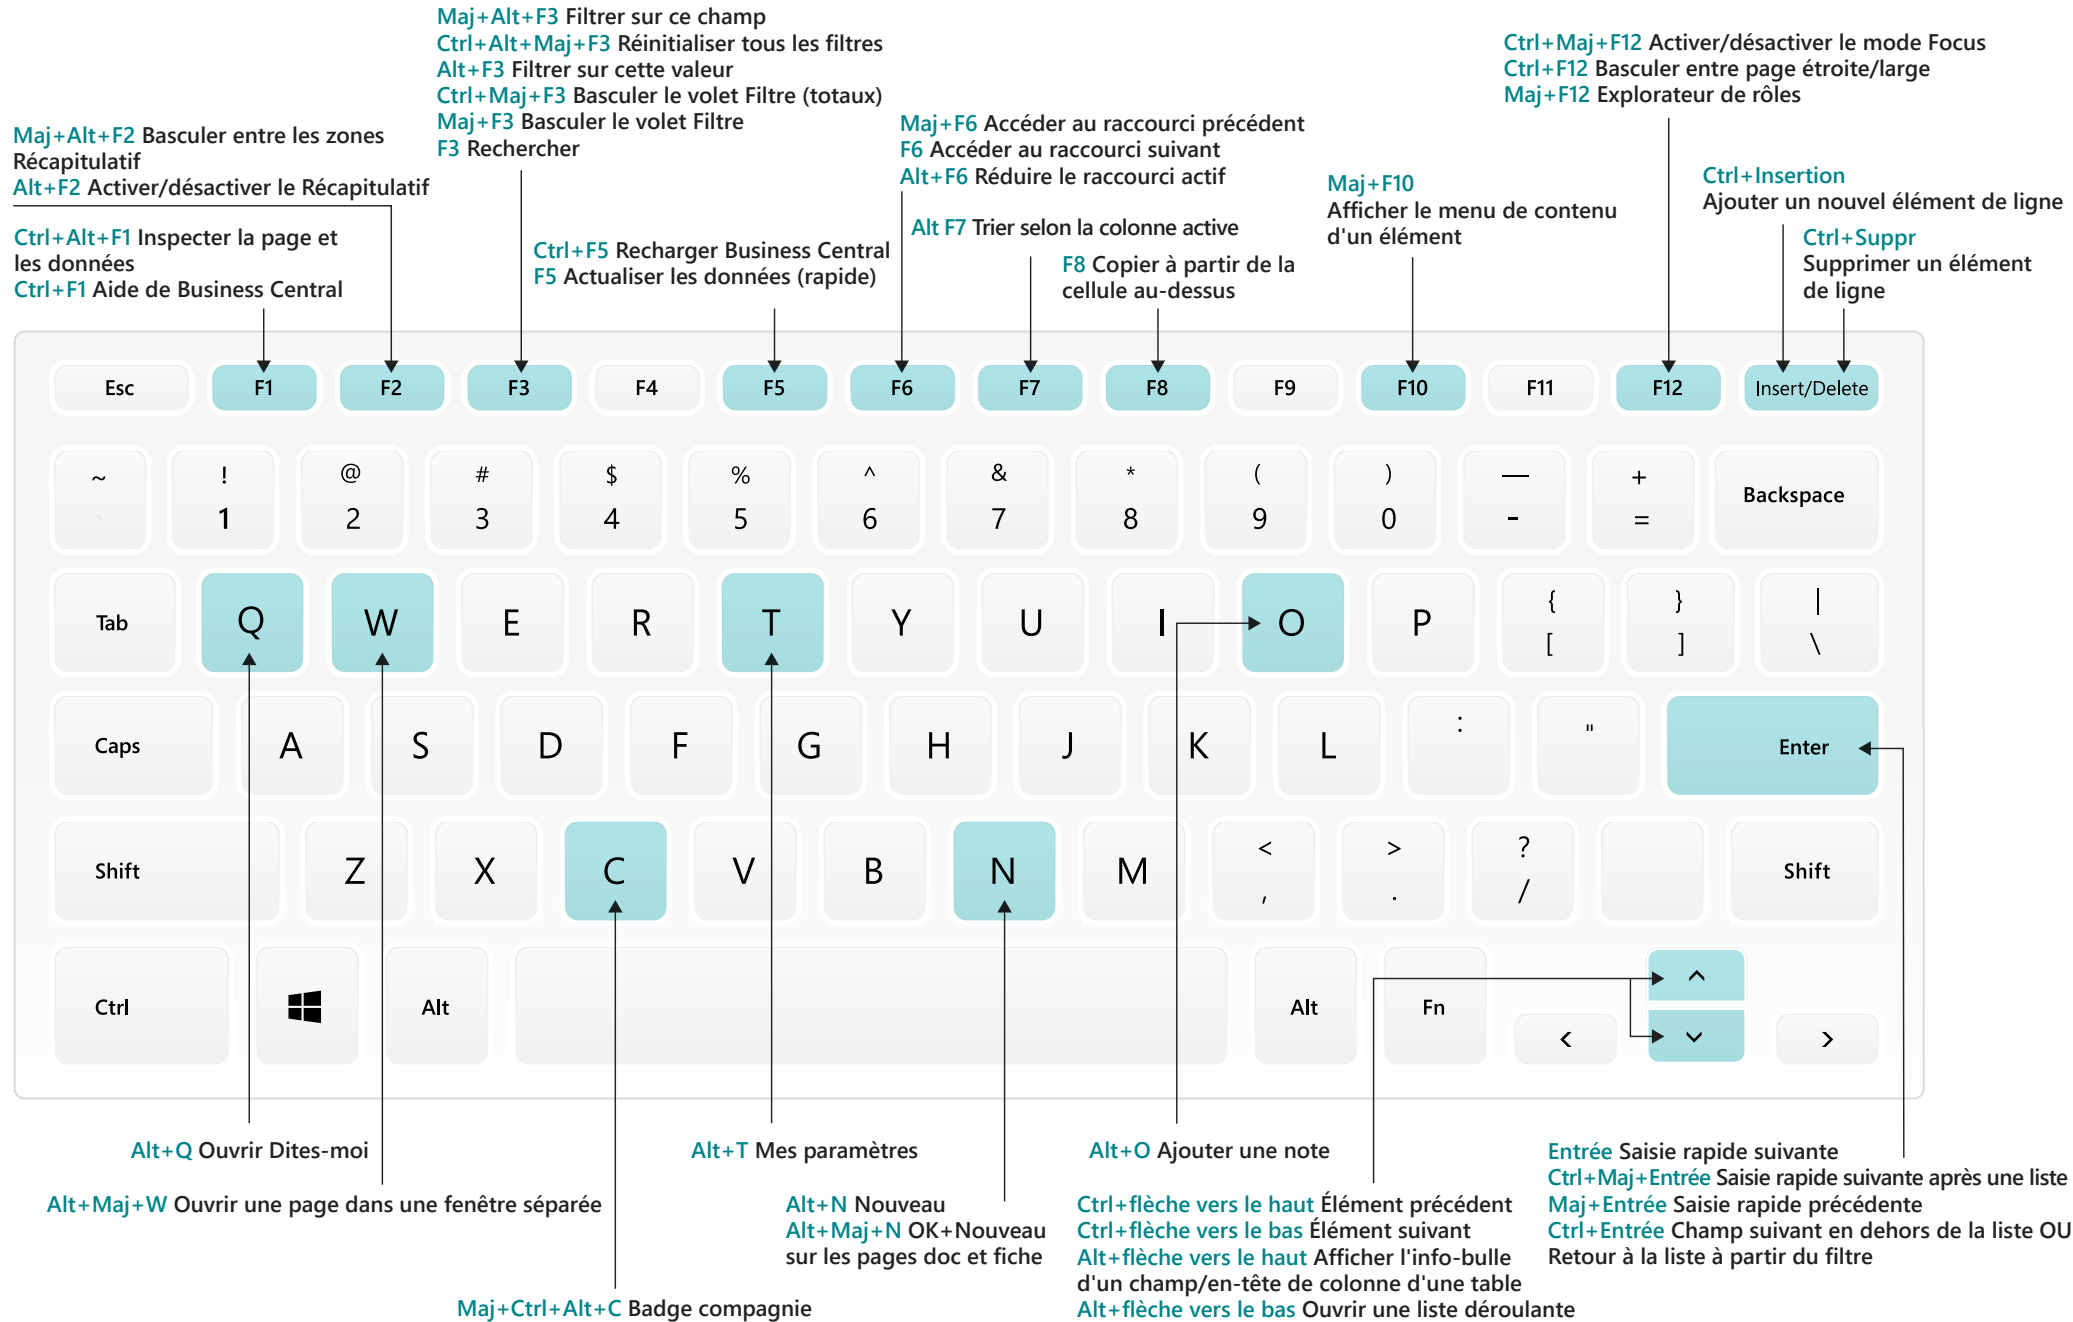 Maj+Alt+F3 Filtrer sur ce champ
Ctrl+Alt+Maj+F3 Réinitialiser tous les filtres
Alt+F3 Filtrer sur cette valeur
Ctrl+Maj+F3 Basculer le volet Filtre (totaux)
Maj+F3 Basculer le volet Filtre
F3 Rechercher
Ctrl+Maj+F12 Activer/désactiver le mode Focus
Ctrl+F12 Basculer entre page étroite/large
Maj+F12 Explorateur de rôles
Maj+Alt+F2 Basculer entre les zones
Récapitulatif
Alt+F2 Activer/désactiver le Récapitulatif
Maj+F6 Accéder au raccourci précédent
F6 Accéder au raccourci suivant
Alt+F6 Réduire le raccourci actif
Maj+F10
Afficher le menu de contenu
d'un élément
Ctrl+Insertion
Ajouter un nouvel élément de ligne
Ctrl+Alt+F1 Inspecter la page et
les données
Ctrl+F1 Aide de Business Central
Ctrl+F5 Recharger Business Central
F5 Actualiser les données (rapide)
Alt F7 Trier selon la colonne active
F8 Copier à partir de la
cellule au-dessus
Ctrl+Suppr
Supprimer un élément
de ligne
Esc F1 F2 F3 F4 F5 F6 F7 F8 F9 F10 F11 F12 Insert/Delete
~ ! @ # $ % ^ & * ( ) — +
` 1 2 3 4 5 6 7 8 9 0 - = Backspace
{ } |
Tab Q W E R T Y U I O P
[ ] \
Caps A S D F G H J K L : " Enter
< > ?
Shift Z X C V B N M Shift
, . /
^
Ctrl Alt Alt Fn
< ⌄ >
Alt+Q Ouvrir Dites-moi
Alt+Maj+W Ouvrir une page dans une fenêtre séparée
Alt+T Mes paramètres
Alt+N Nouveau
Alt+Maj+N OK+Nouveau
sur les pages doc et fiche
Maj+Ctrl+Alt+C Badge compagnie
Alt+O Ajouter une note
Ctrl+flèche vers le haut Élément précédent
Ctrl+flèche vers le bas Élément suivant
Alt+flèche vers le haut Afficher l'info-bulle
d'un champ/en-tête de colonne d'une table
Alt+flèche vers le bas Ouvrir une liste déroulante
Entrée Saisie rapide suivante
Ctrl+Maj+Entrée Saisie rapide suivante après une liste
Maj+Entrée Saisie rapide précédente
Ctrl+Entrée Champ suivant en dehors de la liste OU
Retour à la liste à partir du filtre